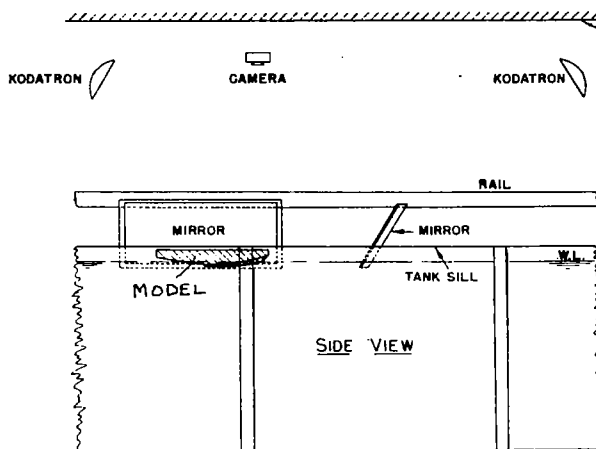 KODATRON
CAMERA
KODATRON
RAIL
MIRROR
MIRROR
W.L.
TANK SILL
MODEL
SIDE VIEW